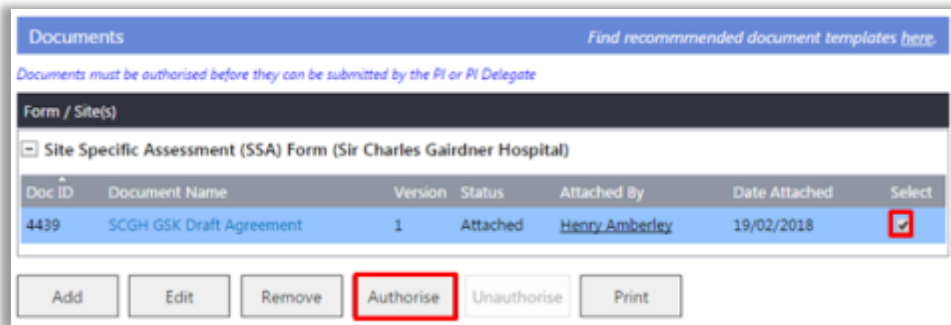 Documents Find recommmended document templates here.
Documents must be authorised before they can be submitted by the PI or PI Delegate
Form / Site(s)
Site Specific Assessment (SSA) Form (Sir Charles Gairdner Hospital)
Doc ID Document Name Version Status Attached By Date Attached Select
4439 SCGH GSK Draft Agreement 1 Attached Henry Amberley 19/02/2018
Add Edit Remove Authorise Unauthorise Print